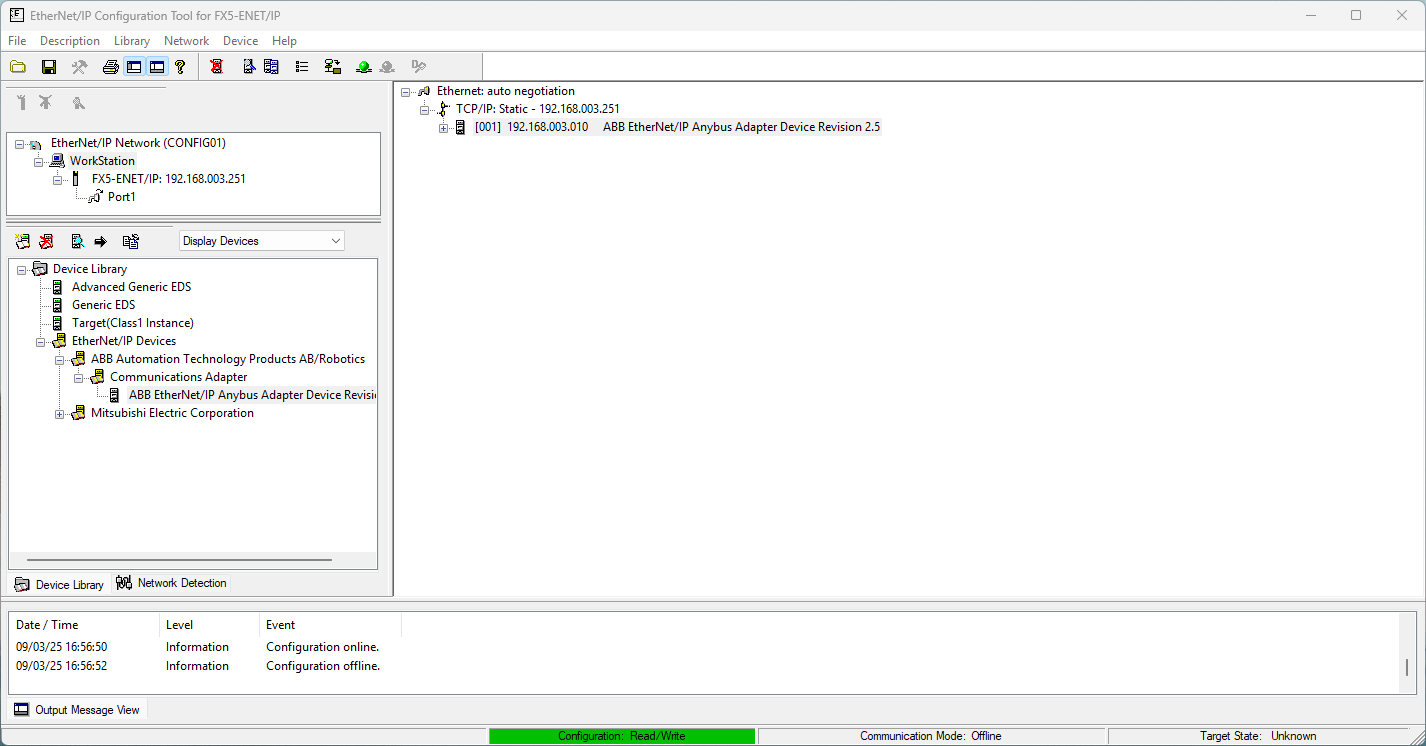 EtherNet/IP Configuration Tool for FX5-ENET/IP
File Description Library Network Device Help
Ethernet: auto negotiation
TCP/IP: Static - 192.168.003.251
[001] 192.168.003.010 ABB EtherNet/IP Anybus Adapter Device Revision 2.5
EtherNet/IP Network (CONFIG01)
WorkStation
FX5-ENET/IP: 192.168.003.251
Port1
Display Devices
Device Library
Advanced Generic EDS
Generic EDS
Target(Class1 Instance)
EtherNet/IP Devices
ABB Automation Technology Products AB/Robotics
Communications Adapter
ABB EtherNet/IP Anybus Adapter Device Revisi
Mitsubishi Electric Corporation
Device Library Network Detection
Date / Time Level Event
09/03/25 16:56:50 Information Configuration online.
09/03/25 16:56:52 Information Configuration offline.
Output Message View
Configuration: Read/Write Communication Mode: Offline Target State: Unknown